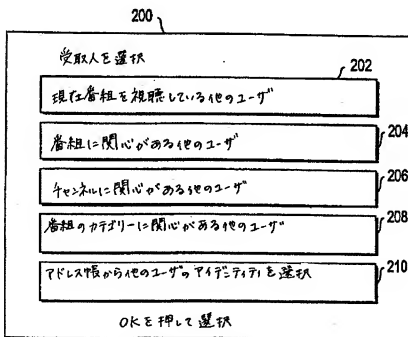 200
受取人を選択
202
現在番組を視聴している他のユーザ
204
番組に関心がある他のユーザ
206
チャンネルに関心がある他のユーザ
208
番組のカテゴリーに関心がある他のユーザ
210
アドレス帳から他のユーザのアイデンティティを選択
OKを押して選択